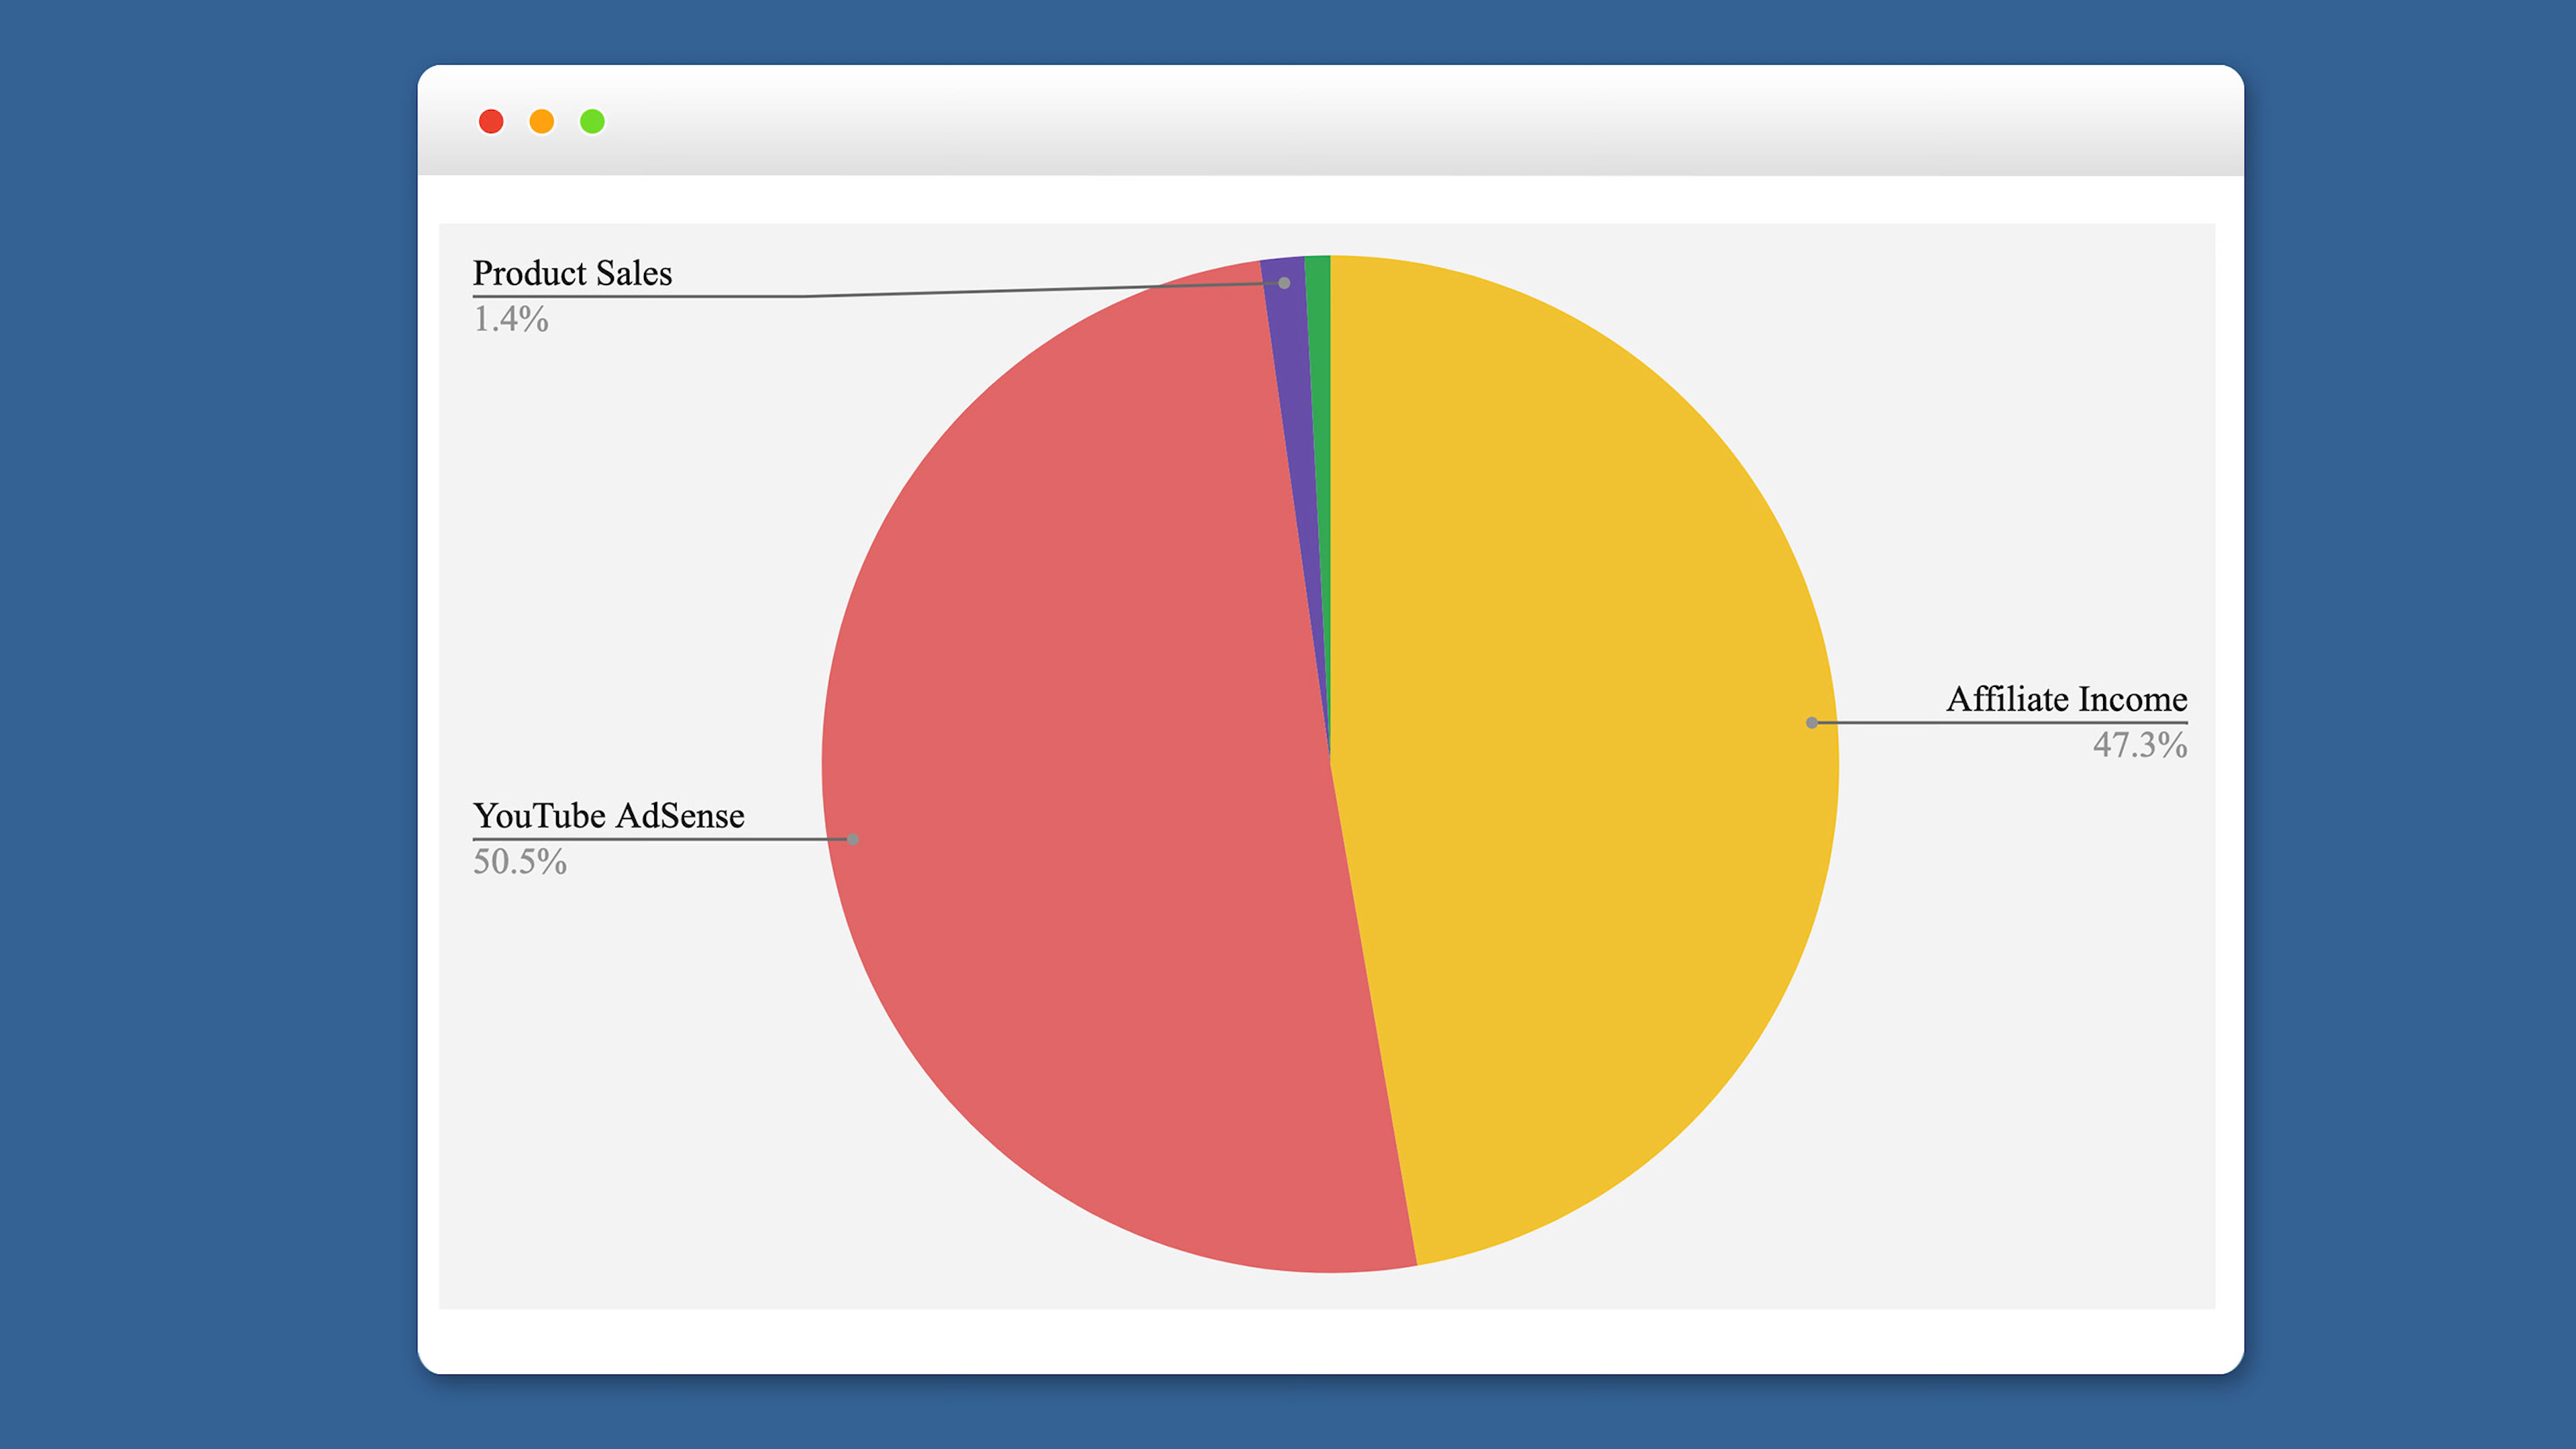 Product Sales
1.4%
Affiliate Income
47.3%
YouTube AdSense
50.5%